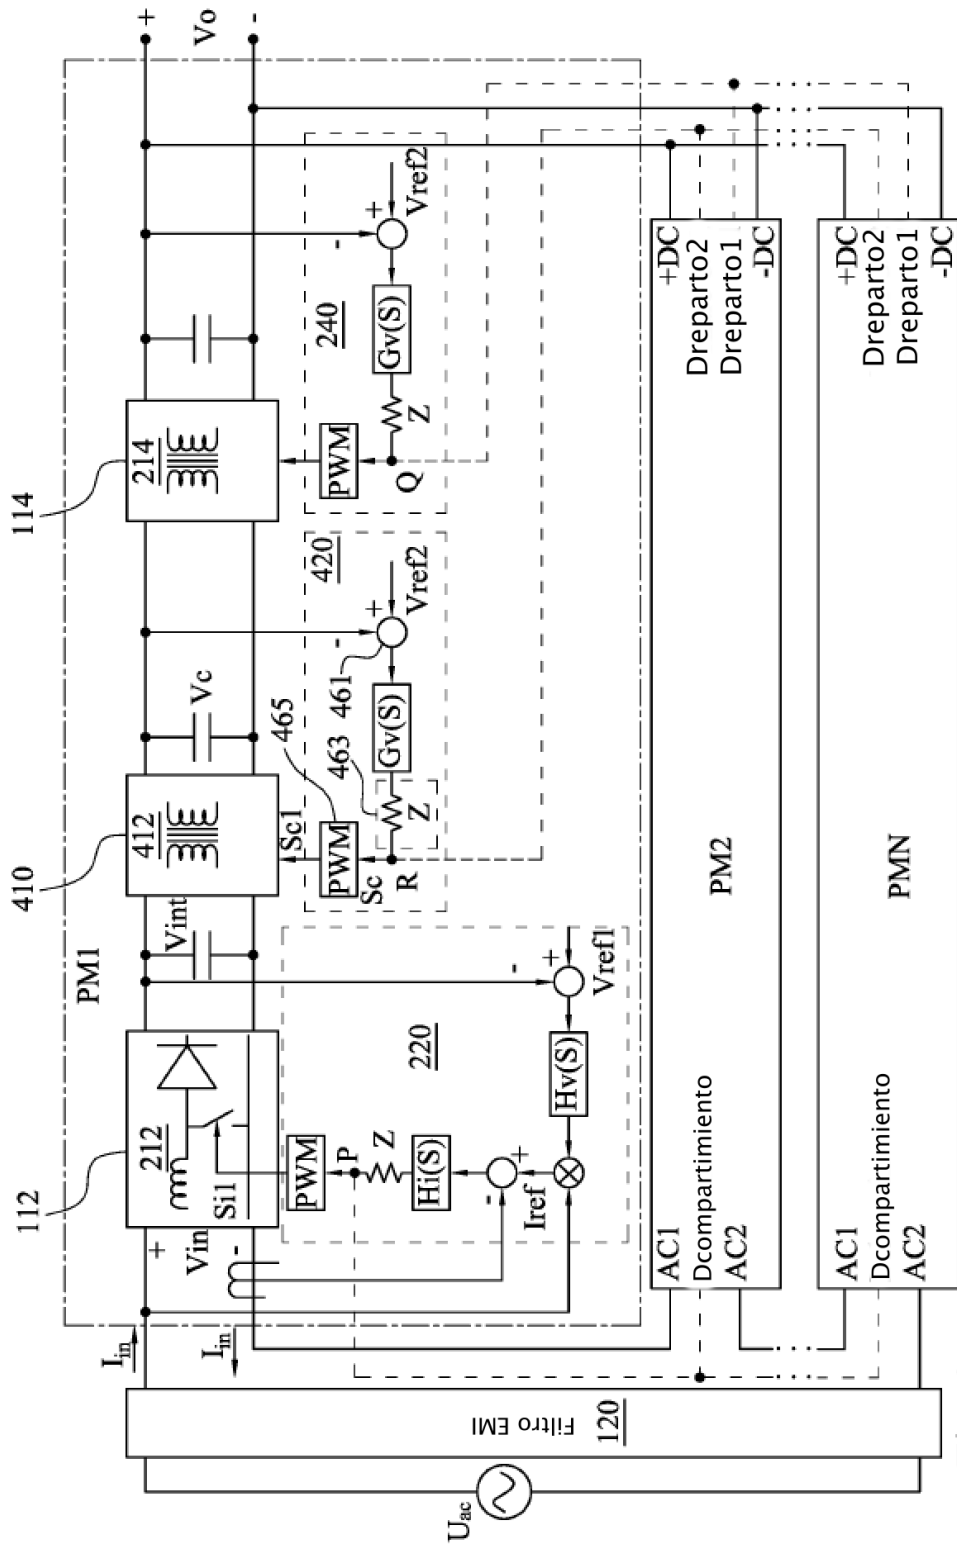 Uac
Filtro EMI
120
Iin
Iin
PM1
112
+
Vin
-
212
Si1
PWM
P
Z
Hi(S)
-
+
Iref
Hv(S)
220
-
+
Vref1
Vint
410
412
Sc1
Vc
PWM
465
Sc
R
463
Z
Gv(S)
461
-
+
Vref2
420
114
214
PWM
Q
Z
Gv(S)
240
-
+
Vref2
+
Vo
-
AC1
Dcompartimiento
AC2
PM2
+DC
Dreparto2
Dreparto1
-DC
AC1
Dcompartimiento
AC2
PMN
+DC
Dreparto2
Dreparto1
-DC